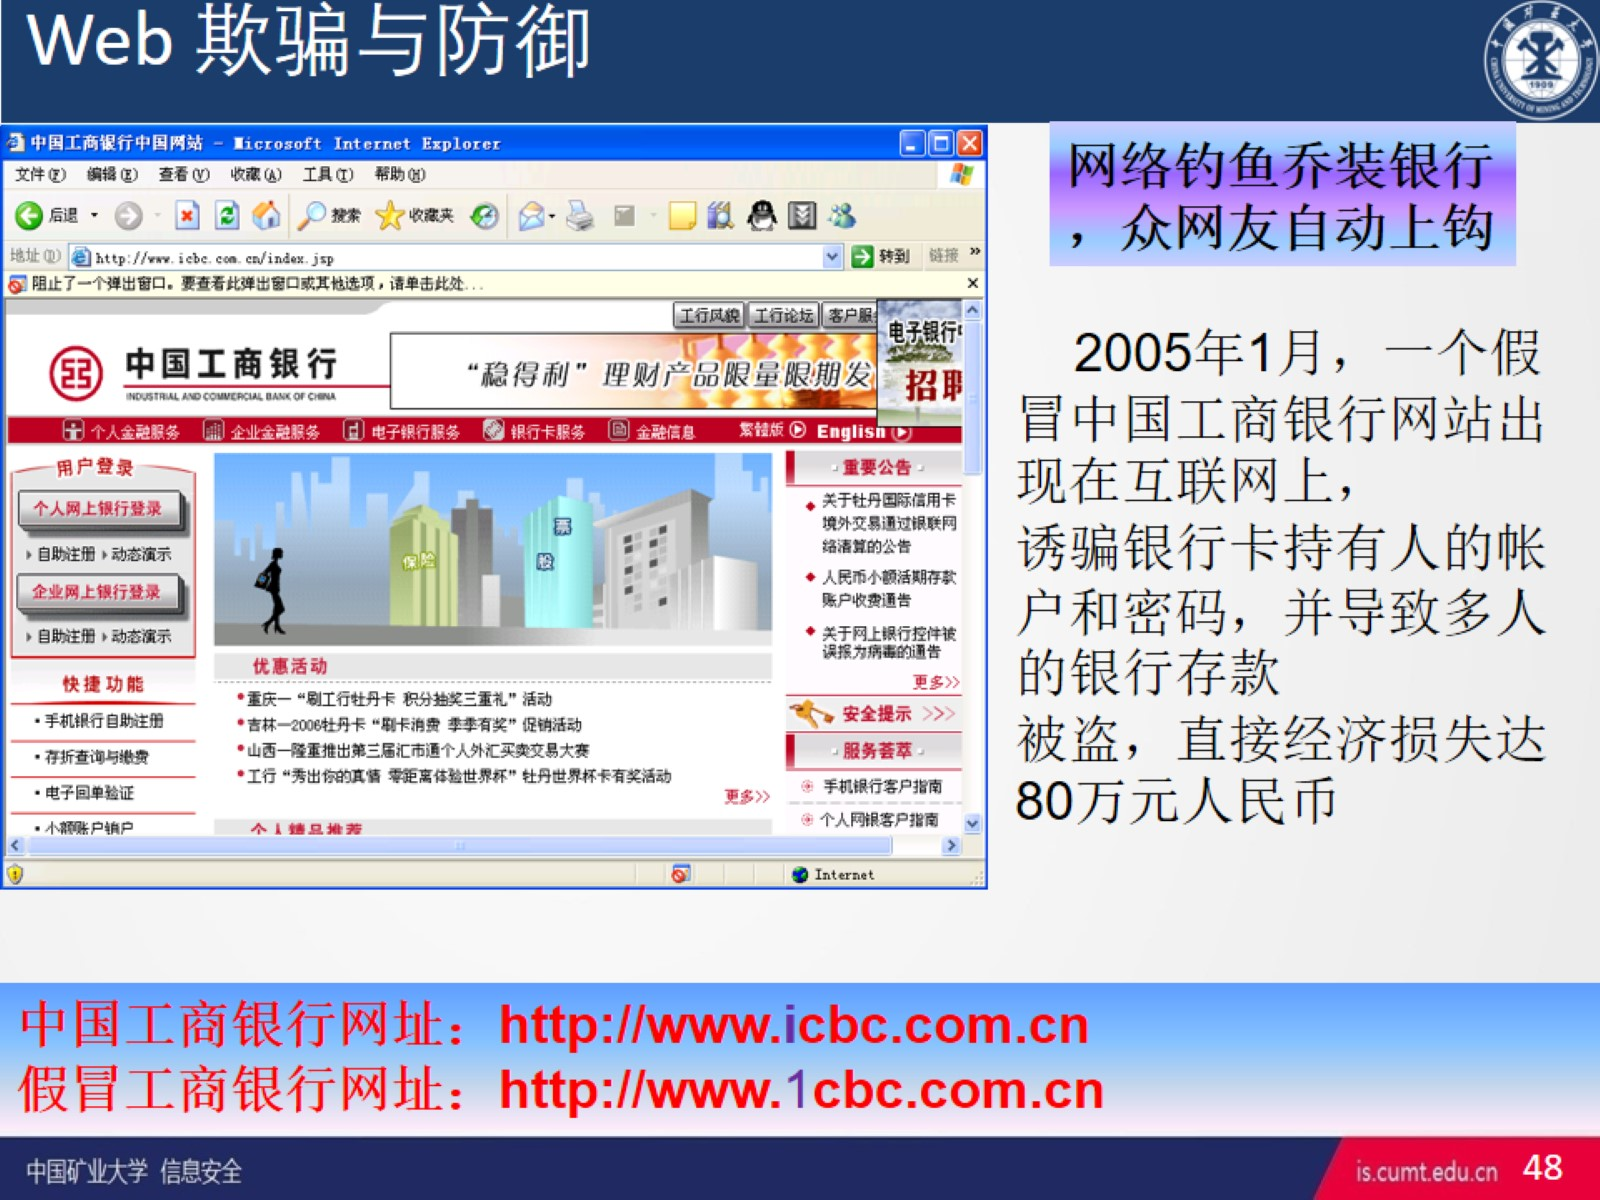 Web 欺骗与防御
中国工商银行中国网站 - Microsoft Internet Explorer
文件(F) 编辑(E) 查看(V) 收藏(A) 工具(T) 帮助(H)
后退 搜索 收藏夹
地址(D) http://www.icbc.com.cn/index.jsp 转到 链接 »
阻止了一个弹出窗口。要查看此弹出窗口或其他选项，请单击此处...
工行风貌 工行论坛 客户服
电子银行
招聘
中国工商银行
INDUSTRIAL AND COMMERCIAL BANK OF CHINA
“稳得利”理财产品限量限期发
个人金融服务 企业金融服务 电子银行服务 银行卡服务 金融信息 繁體版 English
用户登录
个人网上银行登录
自助注册 动态演示
企业网上银行登录
自助注册 动态演示
快捷功能
·手机银行自助注册
·存折查询与缴费
·电子回单验证
·小额账户销户
保险
票
股
优惠活动
•重庆—“刷工行牡丹卡 积分抽奖三重礼”活动
•吉林—2006牡丹卡“刷卡消费 季季有奖”促销活动
•山西—隆重推出第三届汇市通个人外汇买卖交易大赛
•工行“秀出你的真情 零距离体验世界杯”牡丹世界杯卡有奖活动
更多>>
个人精品推荐
·重要公告·
关于牡丹国际信用卡
境外交易通过银联网
络清算的公告
人民币小额活期存款
账户收费通告
关于网上银行控件被
误报为病毒的通告
更多>>
安全提示 >>>
·服务荟萃·
手机银行客户指南
个人网银客户指南
Internet
网络钓鱼乔装银行
，众网友自动上钩
2005年1月，一个假
冒中国工商银行网站出
现在互联网上，
诱骗银行卡持有人的帐
户和密码，并导致多人
的银行存款
被盗，直接经济损失达
80万元人民币
中国工商银行网址：http://www.icbc.com.cn
假冒工商银行网址：http://www.1cbc.com.cn
中国矿业大学 信息安全
is.cumt.edu.cn 48